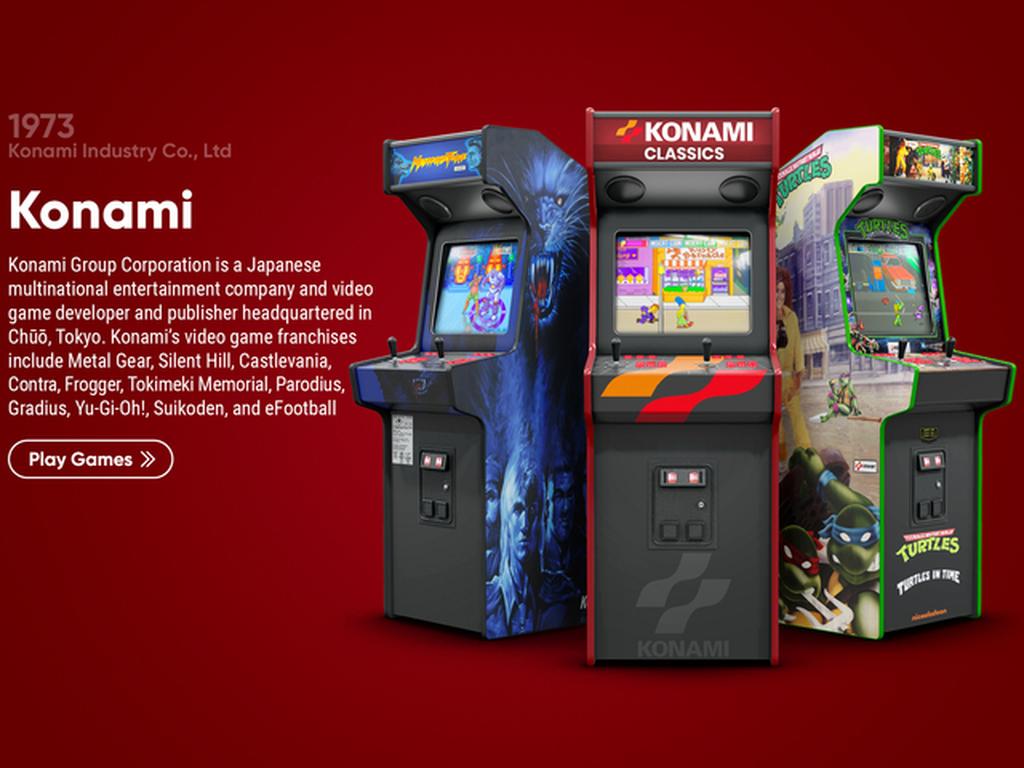 1973
Konami Industry Co., Ltd
Konami
Konami Group Corporation is a Japanese
multinational entertainment company and video
game developer and publisher headquartered in
Chūō, Tokyo. Konami's video game franchises
include Metal Gear, Silent Hill, Castlevania,
Contra, Frogger, Tokimeki Memorial, Parodius,
Gradius, Yu-Gi-Oh!, Suikoden, and eFootball
Play Games
KONAMI
CLASSICS
KONAMI
TURTLES
TURTLES
TURTLES
TURTLES IN TIME
nickelodeon